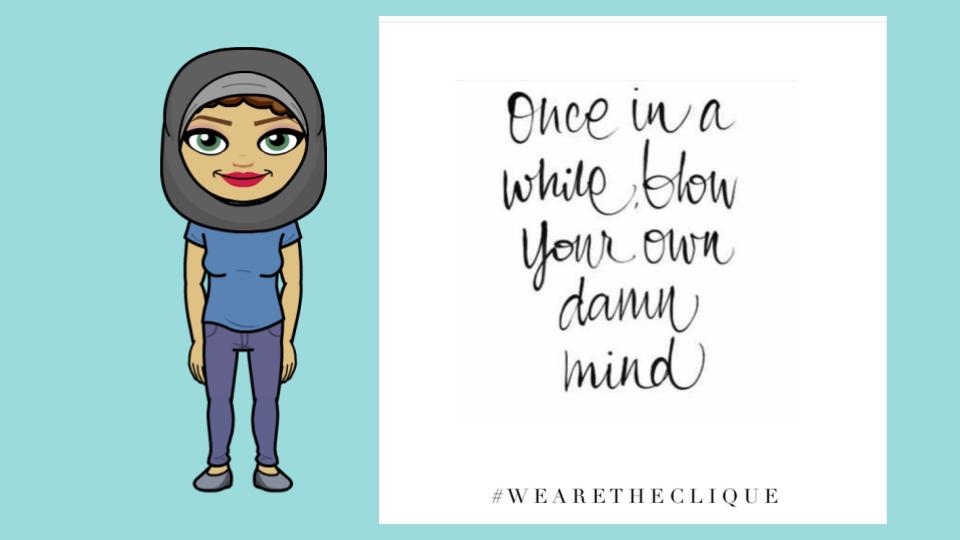 Once in a
while, blow
your own
damn
mind
#WEARETHECLIQUE